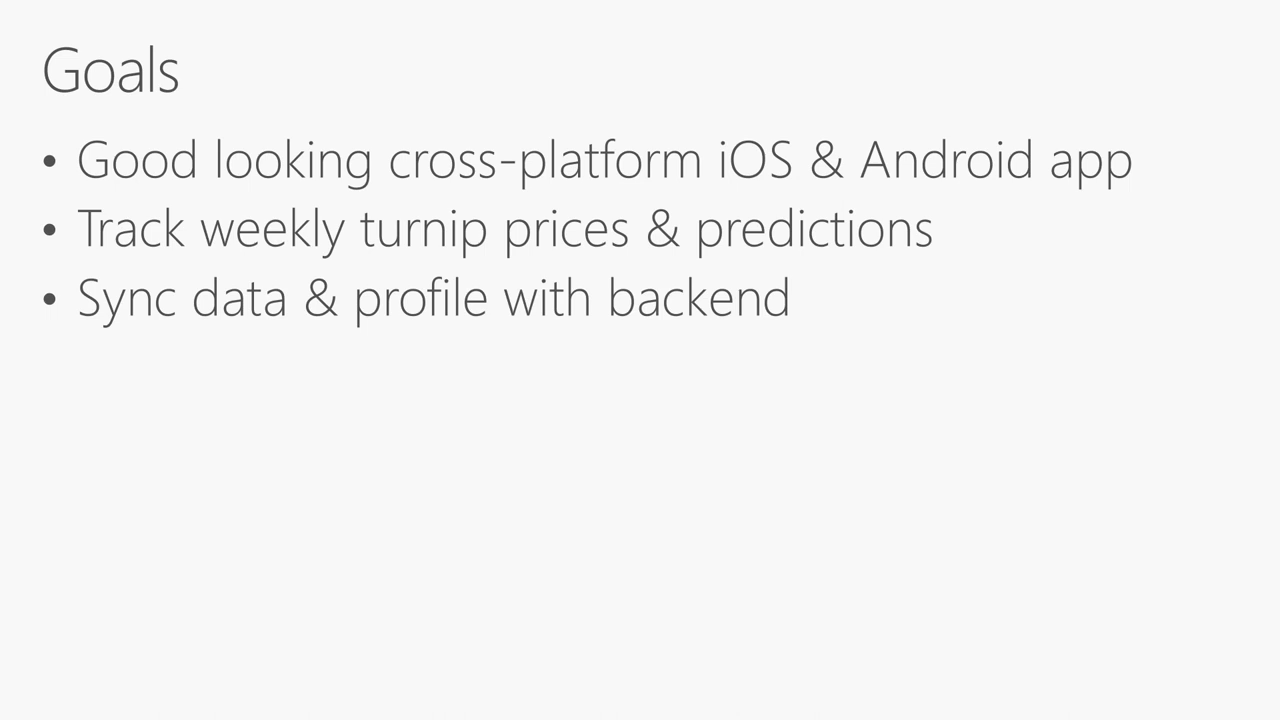 Goals
• Good looking cross-platform iOS & Android app
• Track weekly turnip prices & predictions
• Sync data & profile with backend